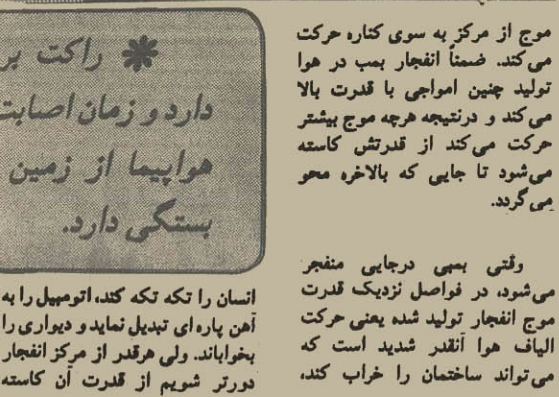 موج از مرکز به سوی کناره حرکت
می‌کند. ضمناً انفجار بمب در هوا
تولید چنین امواجی با قدرت بالا
می‌کند و درنتیجه هرچه موج بیشتر
حرکت می‌کند از قدرتش کاسته
می‌شود تا جایی که بالاخره محو
می‌گردد.
وقتی بمبی درجایی منفجر
می‌شود، در فواصل نزدیک قدرت
موج انفجار تولید شده یعنی حرکت
الیاف هوا آنقدر شدید است که
می‌تواند ساختمان را خراب کند،
راکت بر
دارد و زمان اصابت
هواپیما از زمین
بستگی دارد.
انسان را تکه تکه کند، اتومبیل را به
آهن پاره‌ای تبدیل نماید و دیواری را
بخواباند. ولی هرقدر از مرکز انفجار
دورتر شویم از قدرت آن کاسته